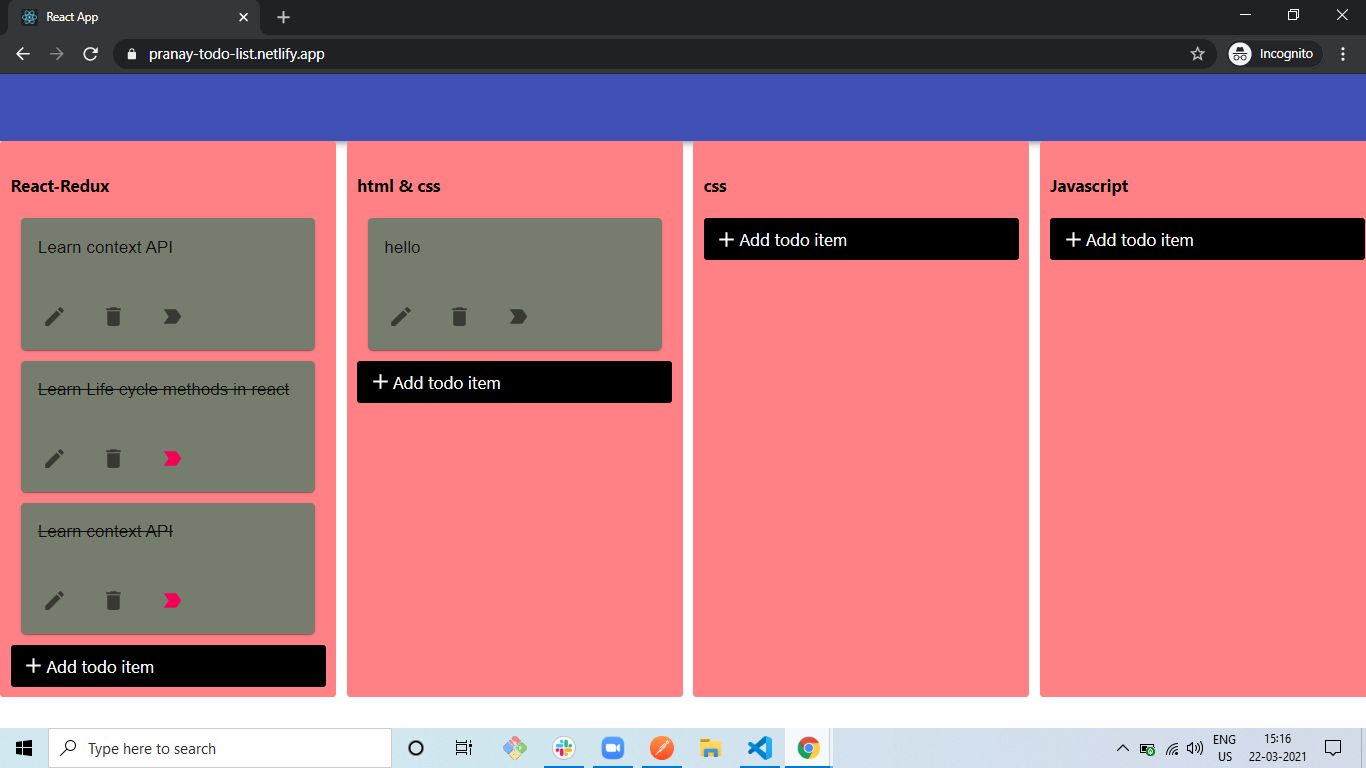 React App
pranay-todo-list.netlify.app
Incognito
React-Redux
Learn context API
Learn Life cycle methods in react
Learn context API
Add todo item
html & css
hello
Add todo item
css
Add todo item
Javascript
Add todo item
Type here to search
ENG
US
15:16
22-03-2021